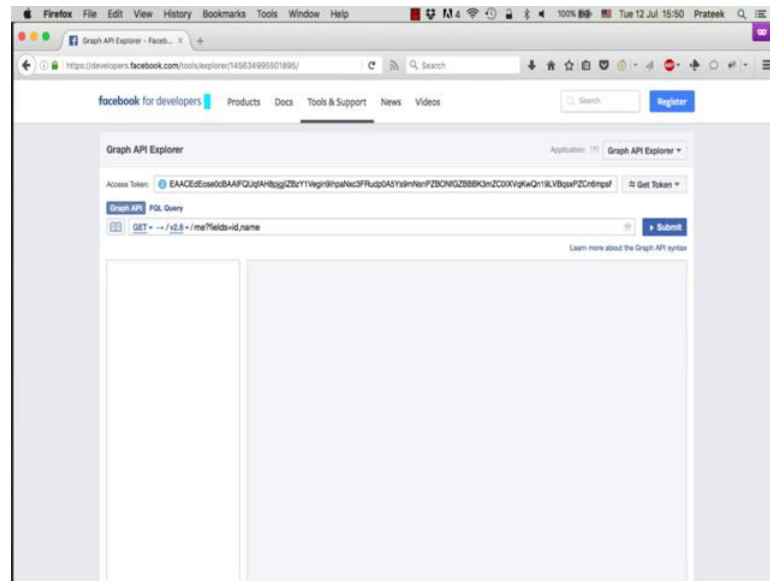 Firefox File Edit View History Bookmarks Tools Window Help 4 100% Tue 12 Jul 15:50 Prateek
Graph API Explorer - Faceb... × +
https://developers.facebook.com/tools/explorer/145634995501895/ Search
facebook for developers Products Docs Tools & Support News Videos Search Register
Graph API Explorer Application: [?] Graph API Explorer
Access Token: Get Token
Graph API FQL Query
GET → /v2.6 /me?fields=id,name Submit
Learn more about the Graph API syntax